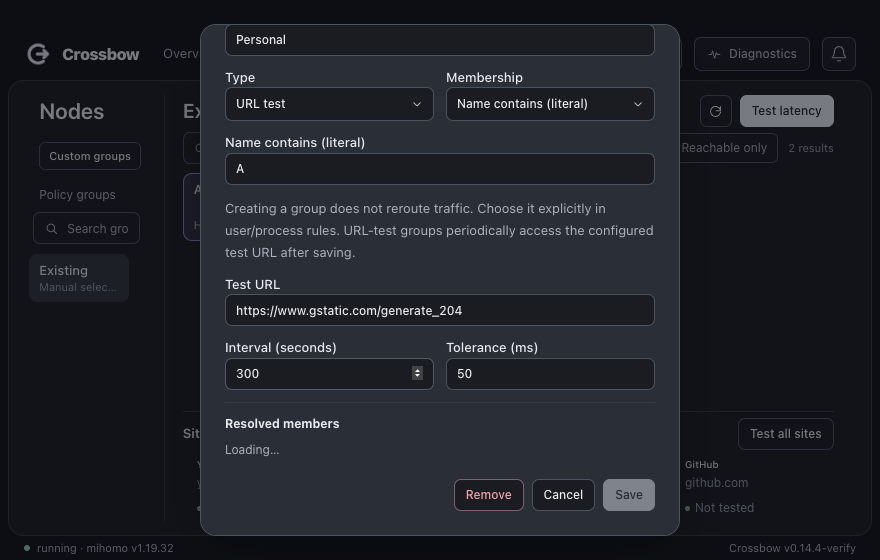 Crossbow
Overv
Diagnostics
Nodes
Custom groups
Policy groups
Search gro
Existing
Manual selec...
Ex
Test latency
Reachable only
2 results
A
H
Personal
Type
Membership
URL test
Name contains (literal)
Name contains (literal)
A
Creating a group does not reroute traffic. Choose it explicitly in
user/process rules. URL-test groups periodically access the configured
test URL after saving.
Test URL
https://www.gstatic.com/generate_204
Interval (seconds)
Tolerance (ms)
300
50
Resolved members
Loading...
Remove
Cancel
Save
Sit
Test all sites
GitHub
github.com
Not tested
running · mihomo v1.19.32
Crossbow v0.14.4-verify